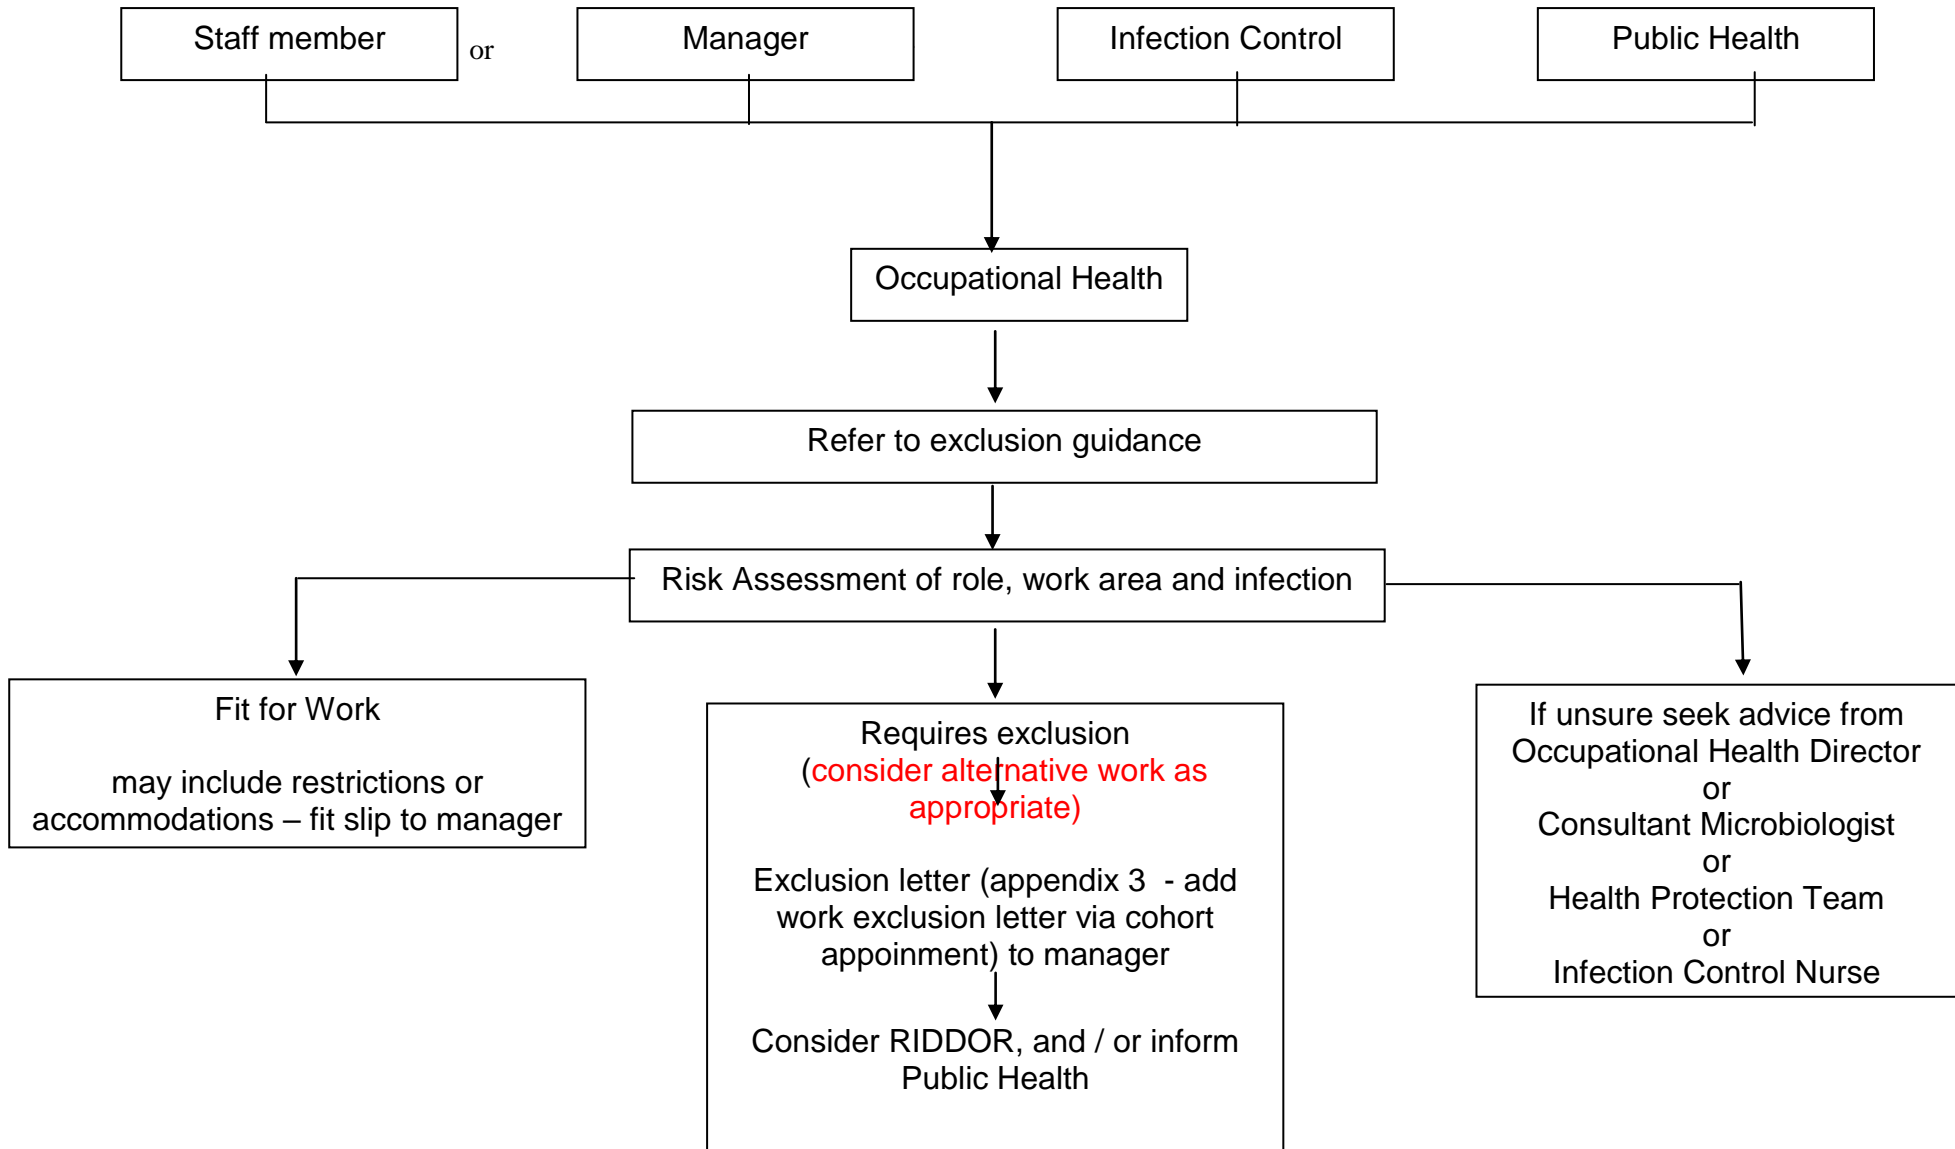 Staff member
or
Manager
Infection Control
Public Health
Occupational Health
Refer to exclusion guidance
Risk Assessment of role, work area and infection
Fit for Work
may include restrictions or
accommodations – fit slip to manager
Requires exclusion
(consider alternative work as
appropriate)
Exclusion letter (appendix 3  - add
work exclusion letter via cohort
appoinment) to manager
Consider RIDDOR, and / or inform
Public Health
If unsure seek advice from
Occupational Health Director
or
Consultant Microbiologist
or
Health Protection Team
or
Infection Control Nurse